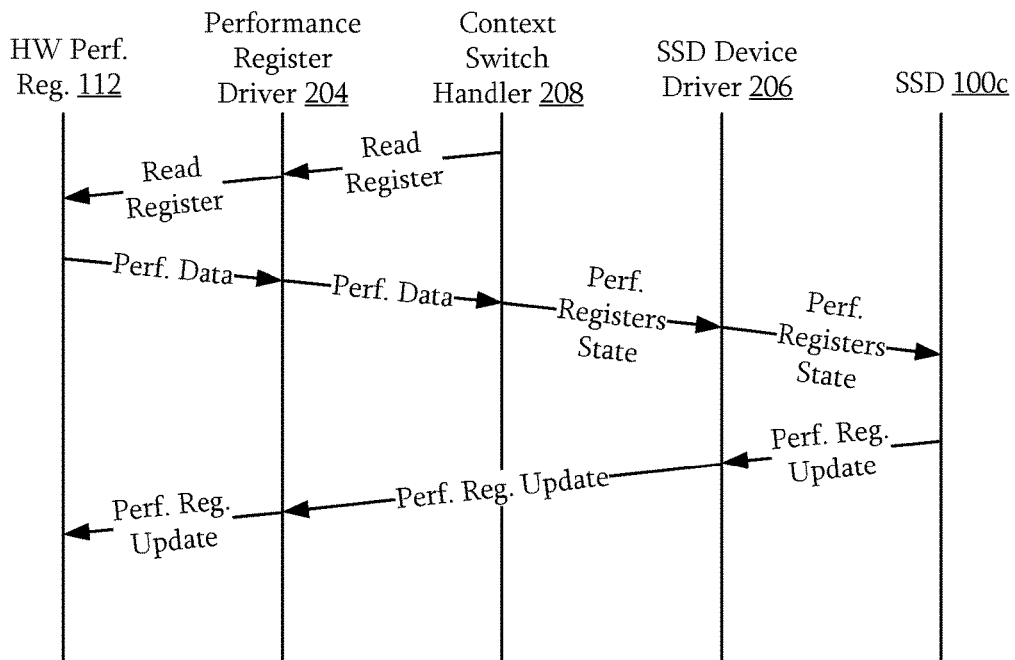 HW Perf.
Reg. 112
Performance
Register
Driver 204
Context
Switch
Handler 208
SSD Device
Driver 206
SSD 100c
Read
Register
Read
Register
Perf. Data
Perf. Data
Perf.
Registers
State
Perf.
Registers
State
Perf. Reg.
Update
Perf. Reg. Update
Perf. Reg.
Update